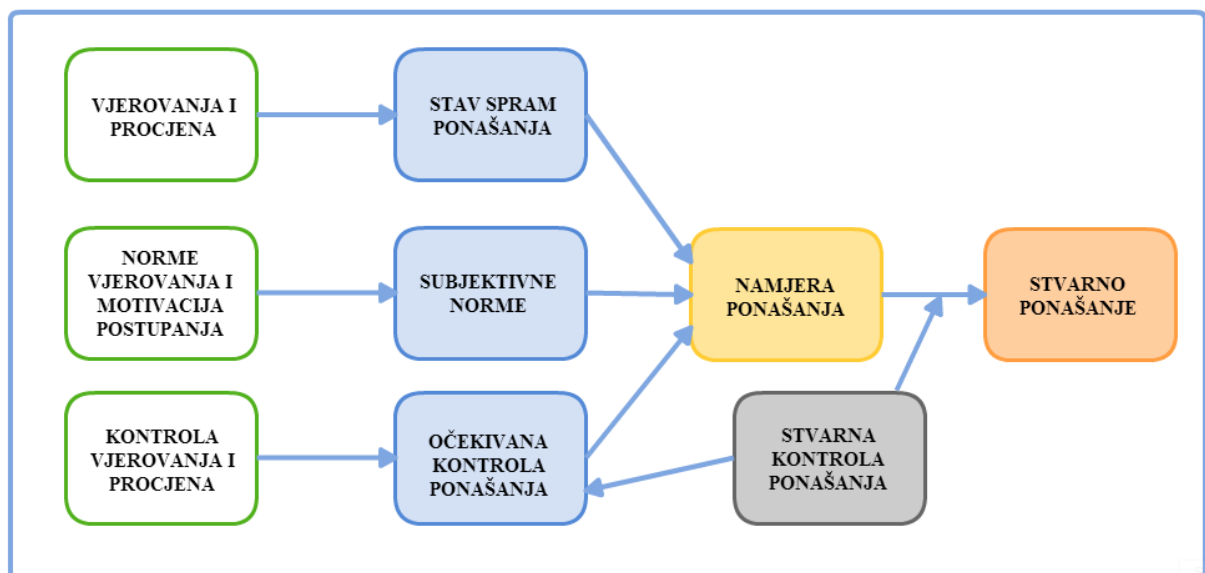 VJEROVANJA I
PROCJENA
STAV SPRAM
PONAŠANJA
NORME
VJEROVANJA I
MOTIVACIJA
POSTUPANJA
SUBJEKTIVNE
NORME
NAMJERA
PONAŠANJA
STVARNO
PONAŠANJE
KONTROLA
VJEROVANJA I
PROCJENA
OČEKIVANA
KONTROLA
PONAŠANJA
STVARNA
KONTROLA
PONAŠANJA